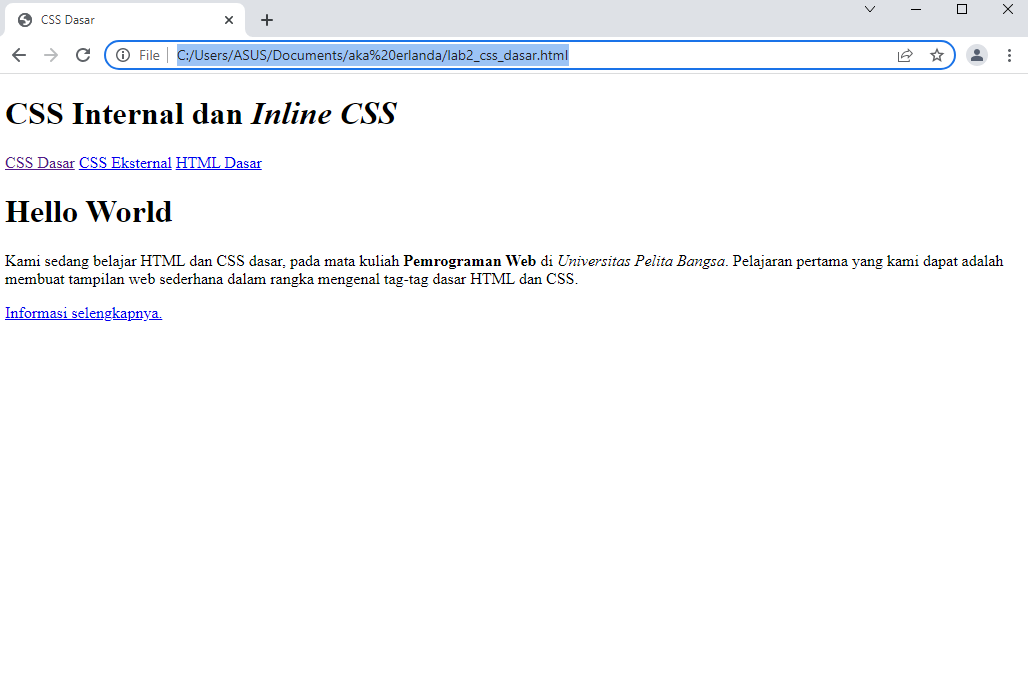 CSS Dasar
File
C:/Users/ASUS/Documents/aka%20erlanda/lab2_css_dasar.html
CSS Internal dan Inline CSS
CSS Dasar CSS Eksternal HTML Dasar
Hello World
Kami sedang belajar HTML dan CSS dasar, pada mata kuliah Pemrograman Web di Universitas Pelita Bangsa. Pelajaran pertama yang kami dapat adalah
membuat tampilan web sederhana dalam rangka mengenal tag-tag dasar HTML dan CSS.
Informasi selengkapnya.